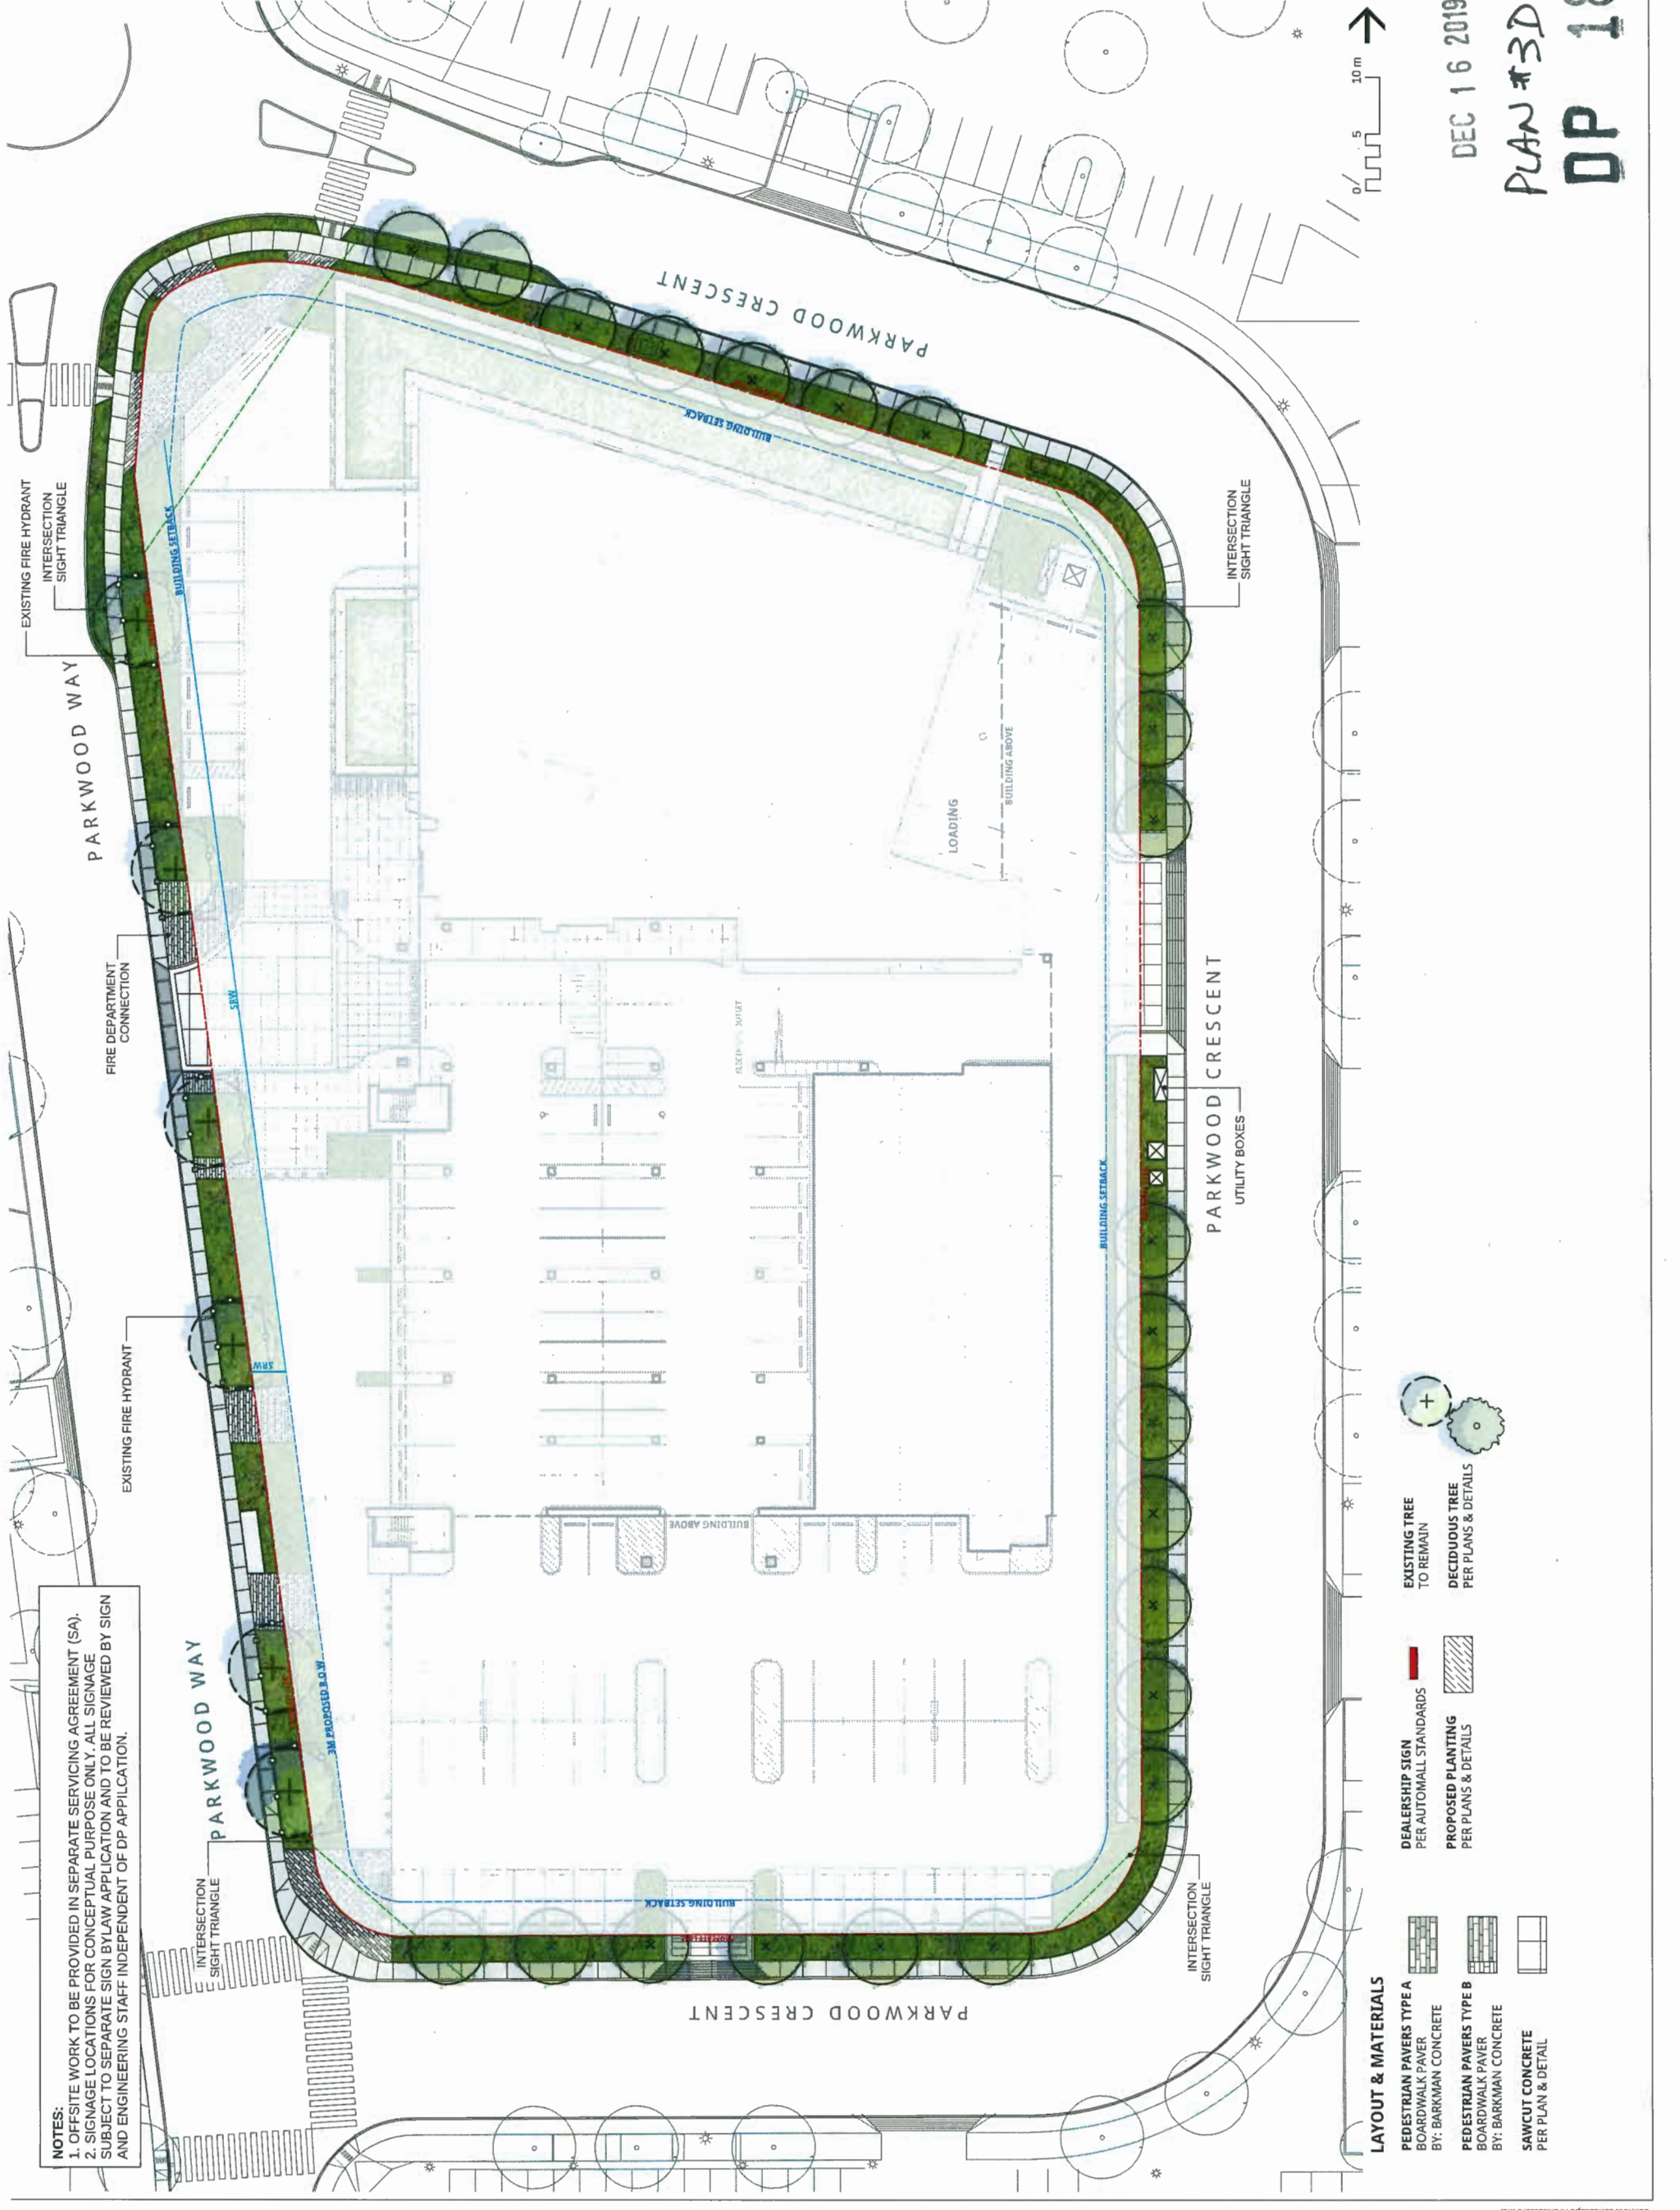 NOTES:
1. OFFSITE WORK TO BE PROVIDED IN SEPARATE SERVICING AGREEMENT (SA).
2. SIGNAGE LOCATIONS FOR CONCEPTUAL PURPOSE ONLY. ALL SIGNAGE
SUBJECT TO SEPARATE SIGN BYLAW APPLICATION AND TO BE REVIEWED BY SIGN
AND ENGINEERING STAFF INDEPENDENT OF DP APPILCATION.
PARKWOOD WAY
INTERSECTION
SIGHT TRIANGLE
EXISTING FIRE HYDRANT
FIRE DEPARTMENT
CONNECTION
PARKWOOD WAY
EXISTING FIRE HYDRANT
INTERSECTION
SIGHT TRIANGLE
3M PROPOSED R.O.W
SRW
SRW
BUILDING SETBACK
BUILDING SETBACK
PARKWOOD CRESCENT
BUILDING SETBACK
PARKWOOD CRESCENT
BUILDING ABOVE
LOADING
BUILDING ABOVE
BUILDING SETBACK
PARKWOOD CRESCENT
UTILITY BOXES
INTERSECTION
SIGHT TRIANGLE
INTERSECTION
SIGHT TRIANGLE
LAYOUT & MATERIALS
PEDESTRIAN PAVERS TYPE A
BOARDWALK PAVER
BY: BARKMAN CONCRETE
PEDESTRIAN PAVERS TYPE B
BOARDWALK PAVER
BY: BARKMAN CONCRETE
SAWCUT CONCRETE
PER PLAN & DETAIL
DEALERSHIP SIGN
PER AUTOMALL STANDARDS
PROPOSED PLANTING
PER PLANS & DETAILS
EXISTING TREE
TO REMAIN
DECIDUOUS TREE
PER PLANS & DETAILS
0 5 10 m
DEC 16 2019
PLAN #3D
DP 18